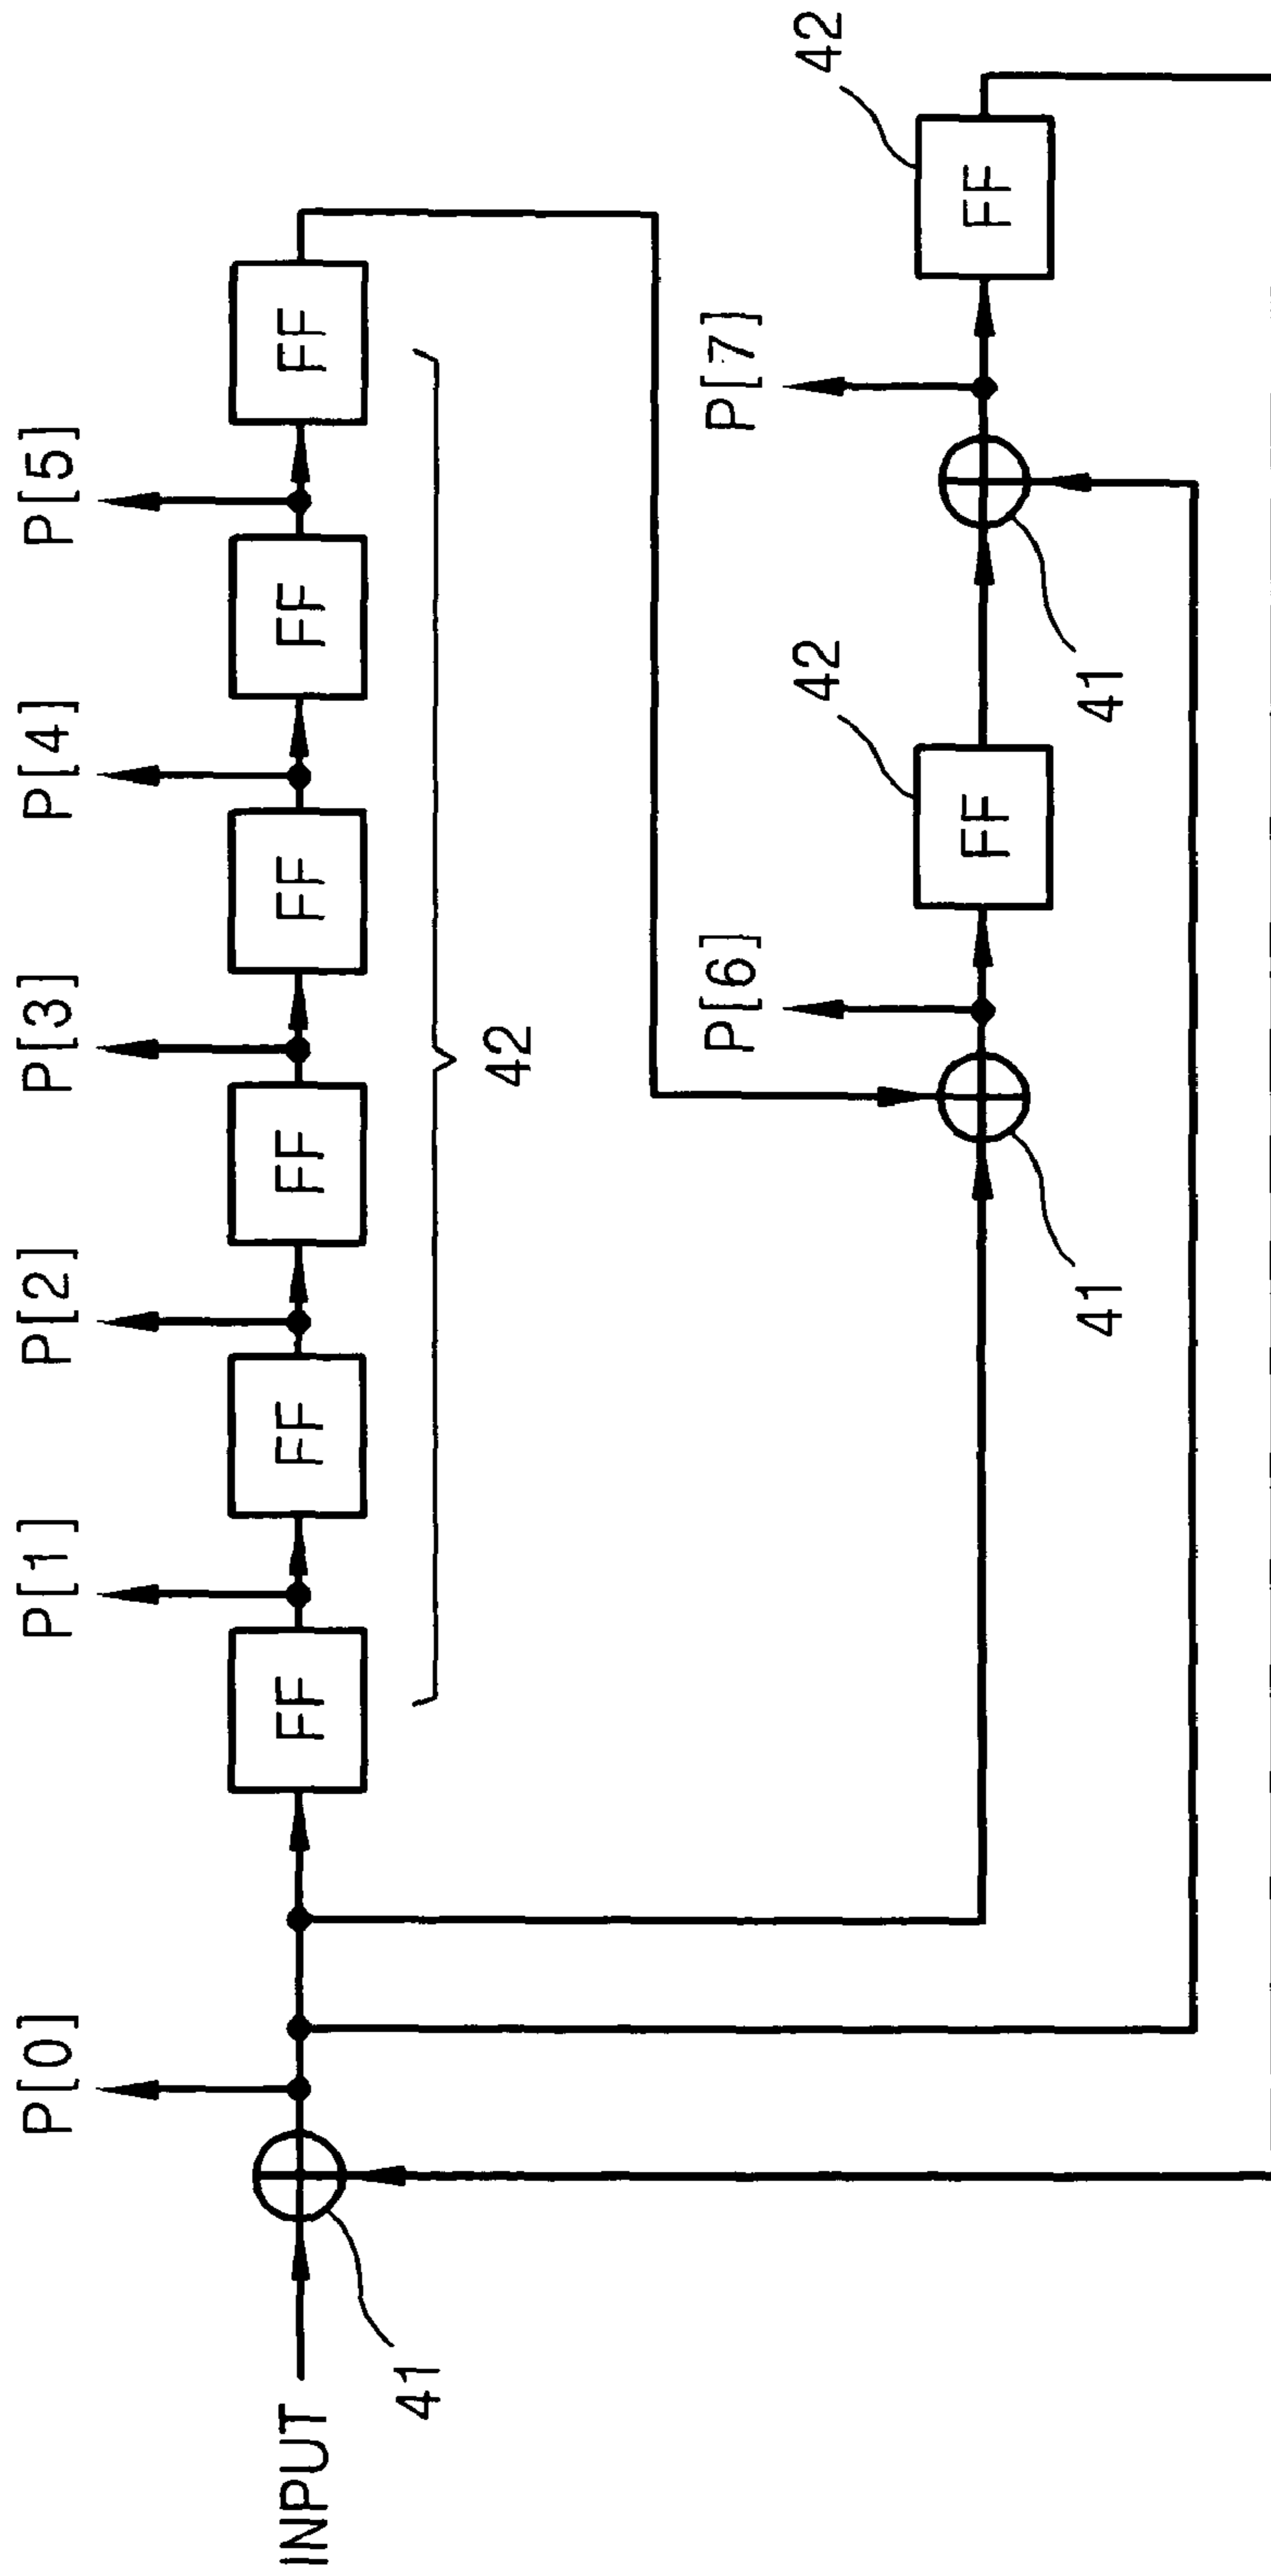 P[0]
P[1]
P[2]
P[3]
P[4]
P[5]
INPUT
41
FF
FF
FF
FF
FF
FF
42
P[6]
P[7]
41
FF
42
41
FF
42